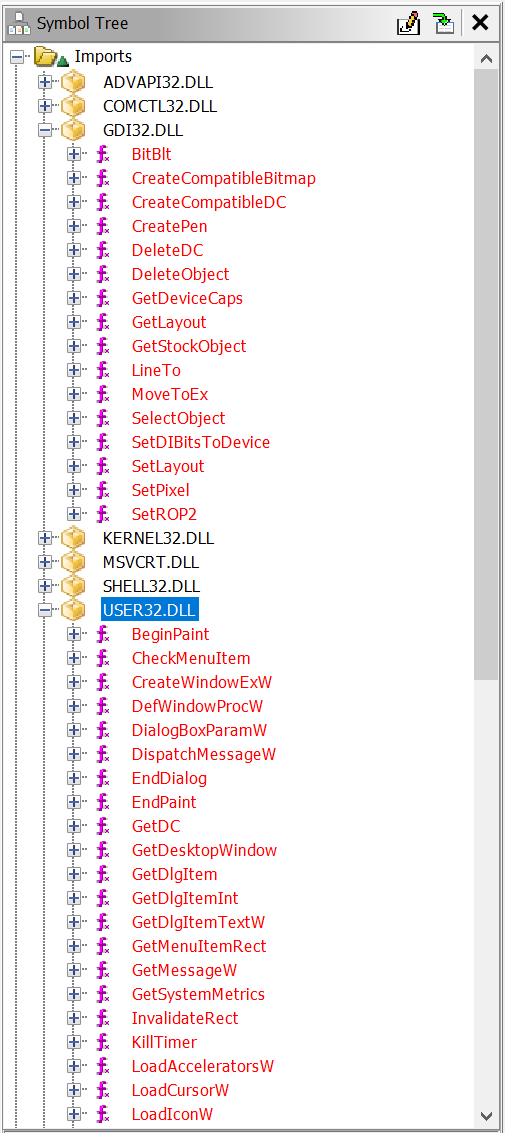 Symbol Tree
Imports
ADVAPI32.DLL
COMCTL32.DLL
GDI32.DLL
BitBlt
CreateCompatibleBitmap
CreateCompatibleDC
CreatePen
DeleteDC
DeleteObject
GetDeviceCaps
GetLayout
GetStockObject
LineTo
MoveToEx
SelectObject
SetDIBitsToDevice
SetLayout
SetPixel
SetROP2
KERNEL32.DLL
MSVCRT.DLL
SHELL32.DLL
USER32.DLL
BeginPaint
CheckMenuItem
CreateWindowExW
DefWindowProcW
DialogBoxParamW
DispatchMessageW
EndDialog
EndPaint
GetDC
GetDesktopWindow
GetDlgItem
GetDlgItemInt
GetDlgItemTextW
GetMenuItemRect
GetMessageW
GetSystemMetrics
InvalidateRect
KillTimer
LoadAcceleratorsW
LoadCursorW
LoadIconW